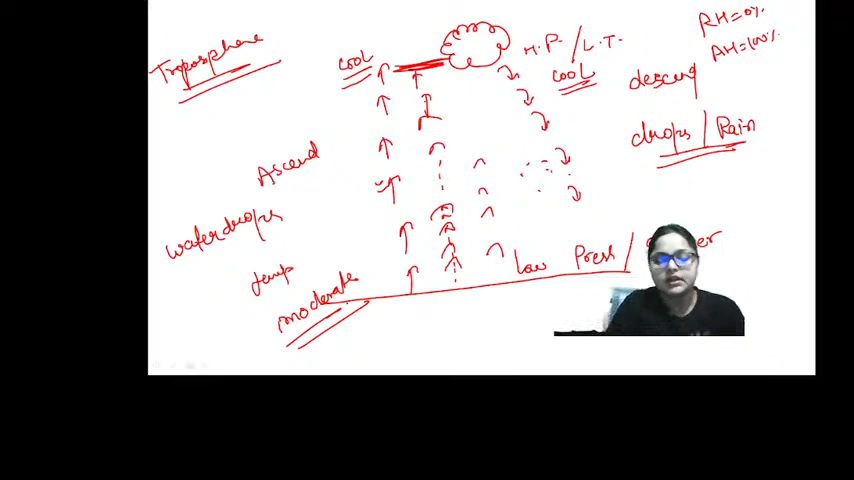 Troposphere
cool
H.P. / L.T.
cool
RH=0%
AH=100%
descend
drops / Rain
Ascend
waterdrops
temp
moderate
Low Press /